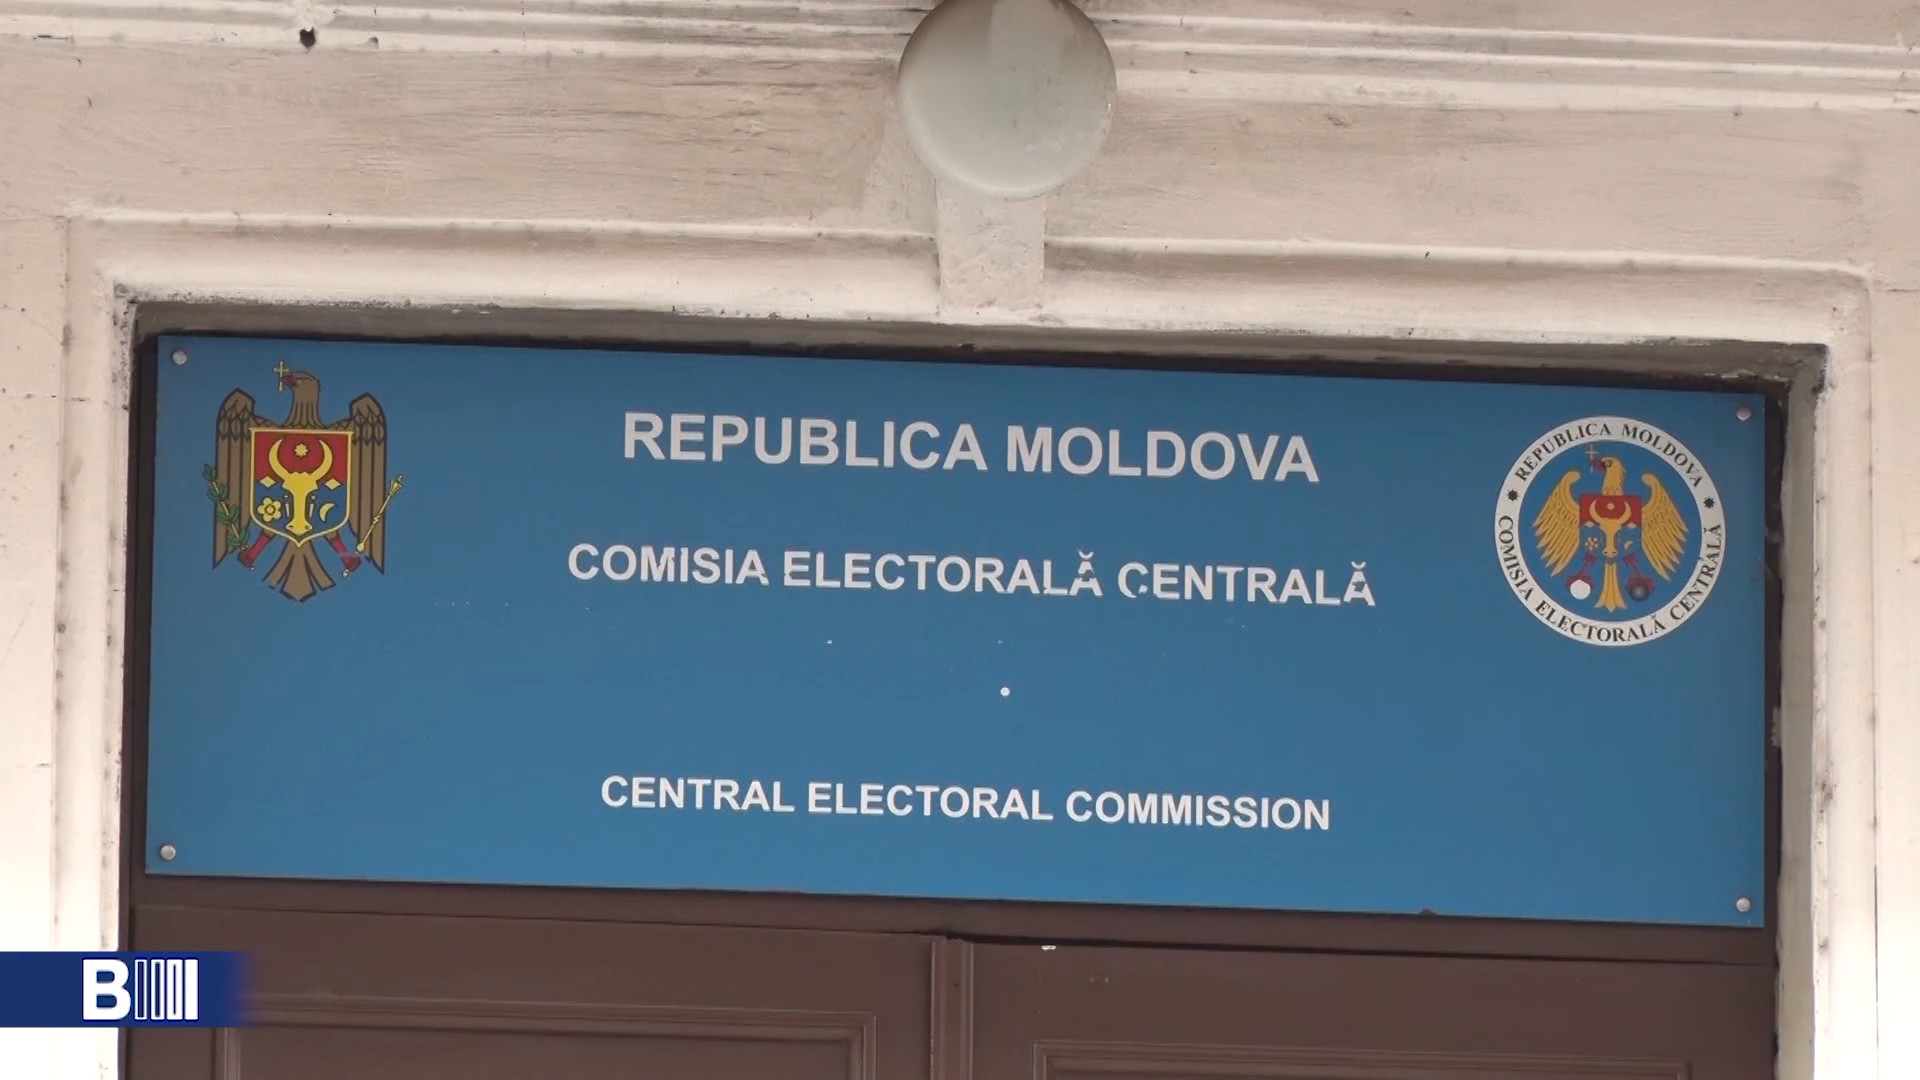 REPUBLICA MOLDOVA
COMISIA ELECTORALĂ CENTRALĂ
REPUBLICA MOLDOVA
COMISIA ELECTORALĂ CENTRALĂ
CENTRAL ELECTORAL COMMISSION
B